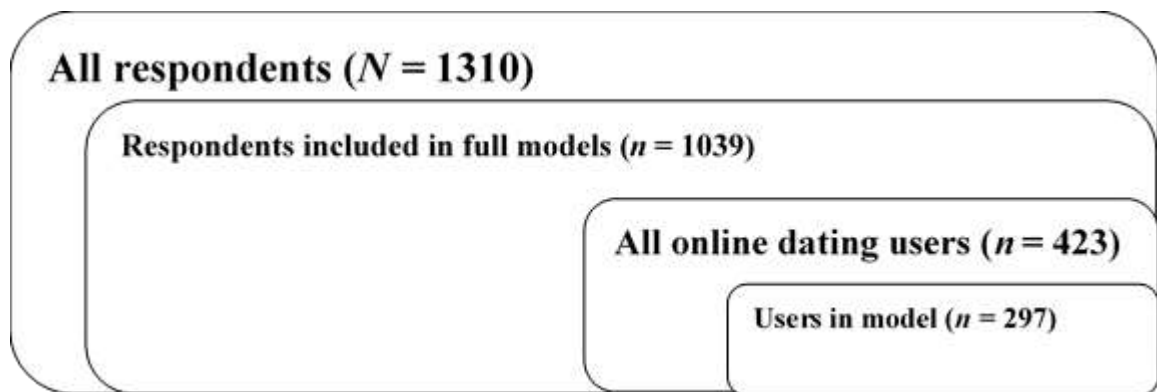 All respondents (N = 1310)
Respondents included in full models (n = 1039)
All online dating users (n = 423)
Users in model (n = 297)